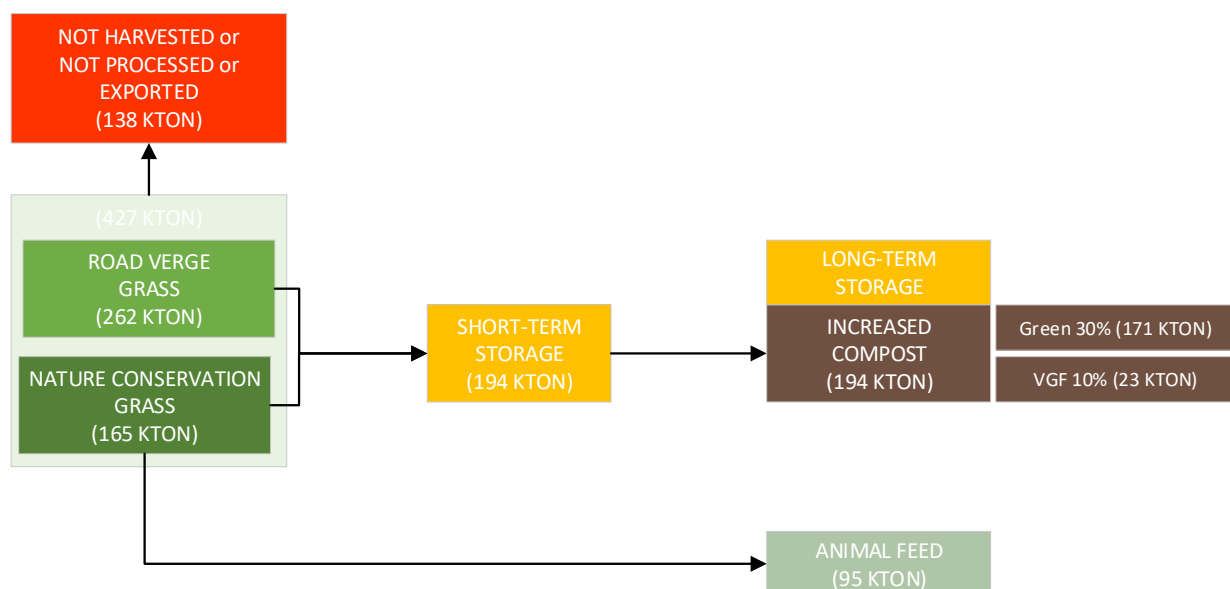 NOT HARVESTED or
NOT PROCESSED or
EXPORTED
(138 KTON)
(427 KTON)
ROAD VERGE
GRASS
(262 KTON)
NATURE CONSERVATION
GRASS
(165 KTON)
SHORT-TERM
STORAGE
(194 KTON)
LONG-TERM
STORAGE
INCREASED
COMPOST
(194 KTON)
Green 30% (171 KTON)
VGF 10% (23 KTON)
ANIMAL FEED
(95 KTON)